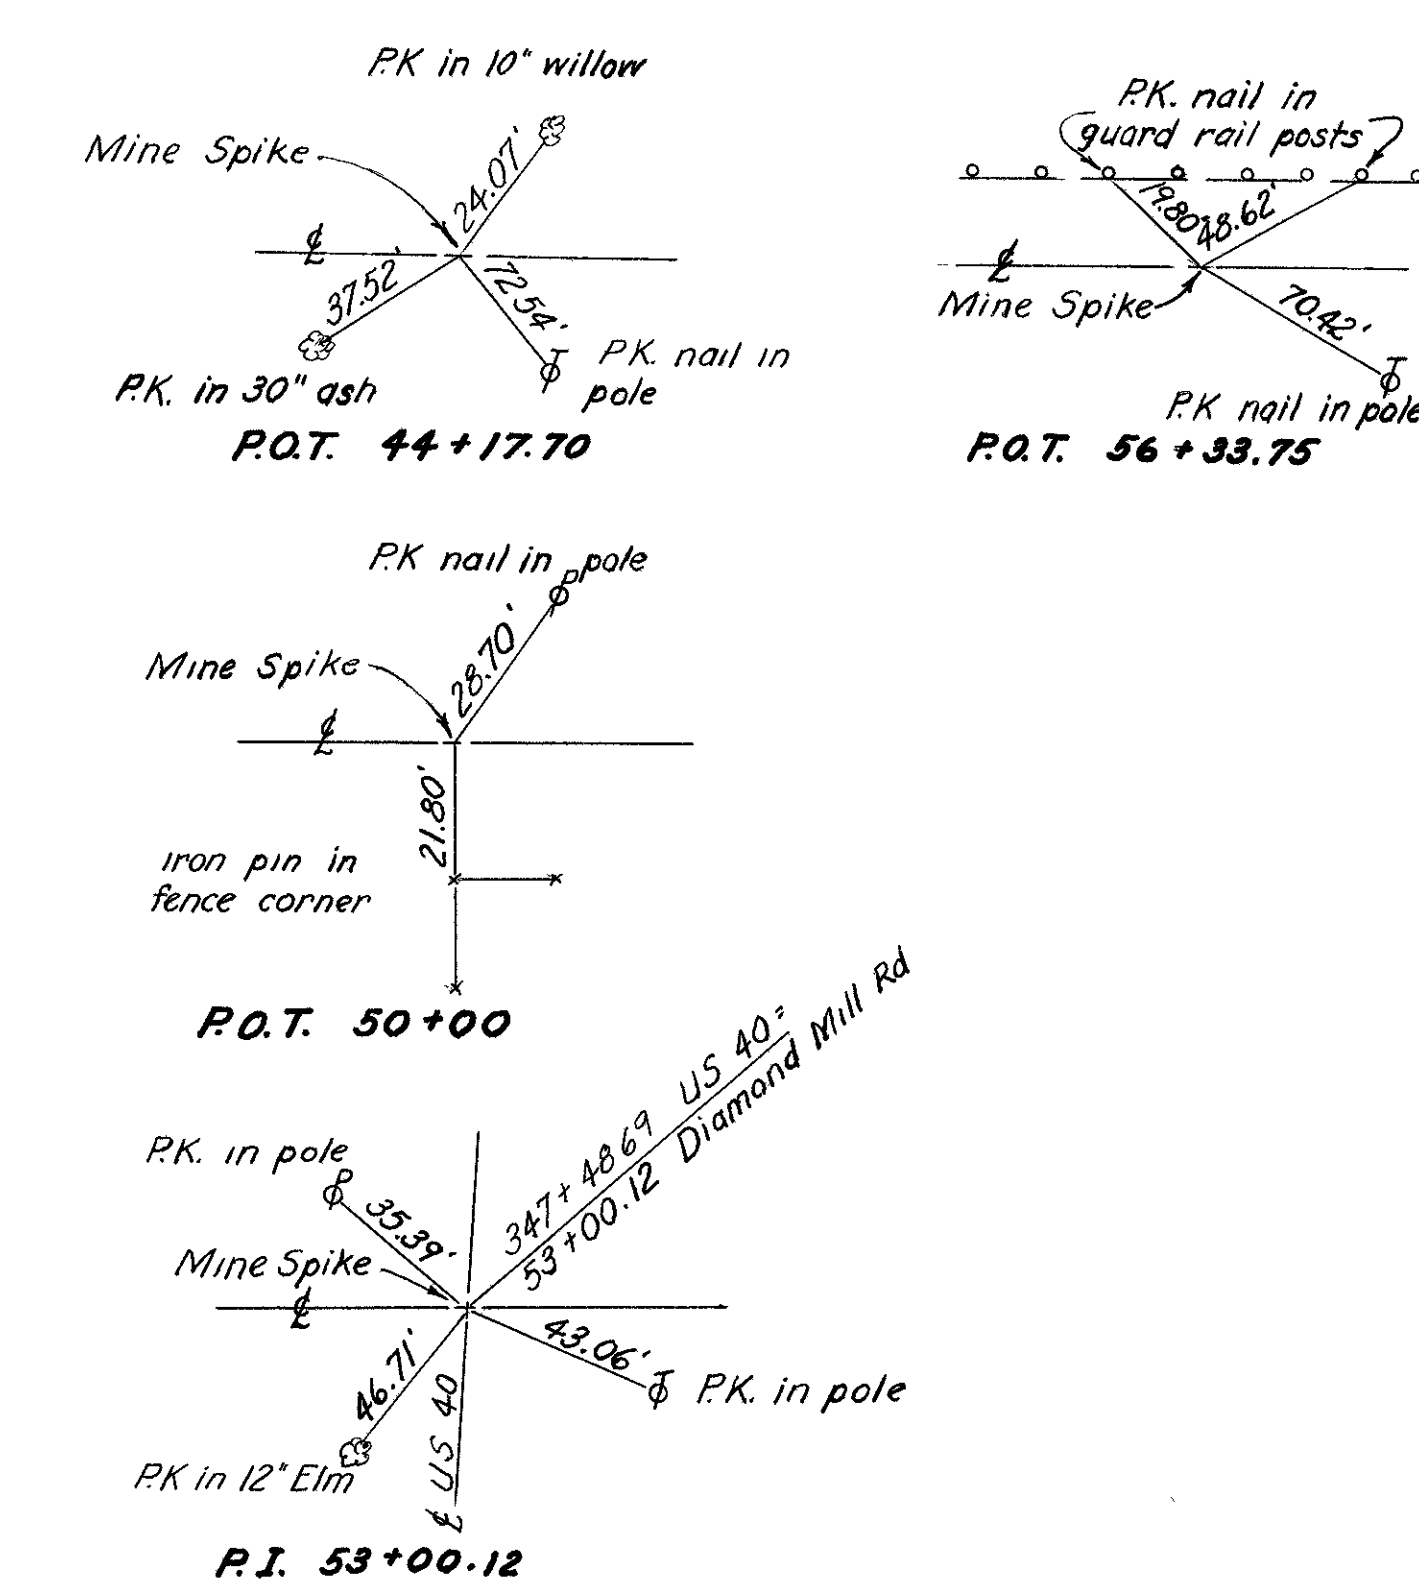 P.K in 10" willow
Mine Spike
24.07'
℄
37.52'
72.54'
P.K. in 30" ash
P.K. nail in
pole
P.O.T. 44+17.70
P.K. nail in
guard rail posts
19.80'
48.62'
℄
Mine Spike
70.42'
P.K nail in pole
P.O.T. 56+33.75
P.K nail in pole
P
Mine Spike
28.70'
℄
21.80'
Iron pin in
fence corner
P.O.T. 50+00
347+48.69 US 40=
53+00.12 Diamond Mill Rd
P.K. in pole
P
35.39'
Mine Spike
℄
43.06'
46.71'
P.K. in pole
P.K in 12" Elm
℄ US 40
P.I. 53+00.12